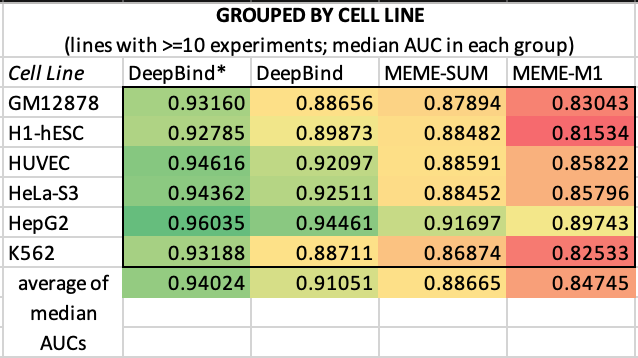 GROUPED BY CELL LINE
(lines with >=10 experiments; median AUC in each group)
Cell Line DeepBind* DeepBind MEME-SUM MEME-M1
GM12878 0.93160 0.88656 0.87894 0.83043
H1-hESC 0.92785 0.89873 0.88482 0.81534
HUVEC 0.94616 0.92097 0.88591 0.85822
HeLa-S3 0.94362 0.92511 0.88452 0.85796
HepG2 0.96035 0.94461 0.91697 0.89743
K562 0.93188 0.88711 0.86874 0.82533
average of 0.94024 0.91051 0.88665 0.84745
median
AUCs